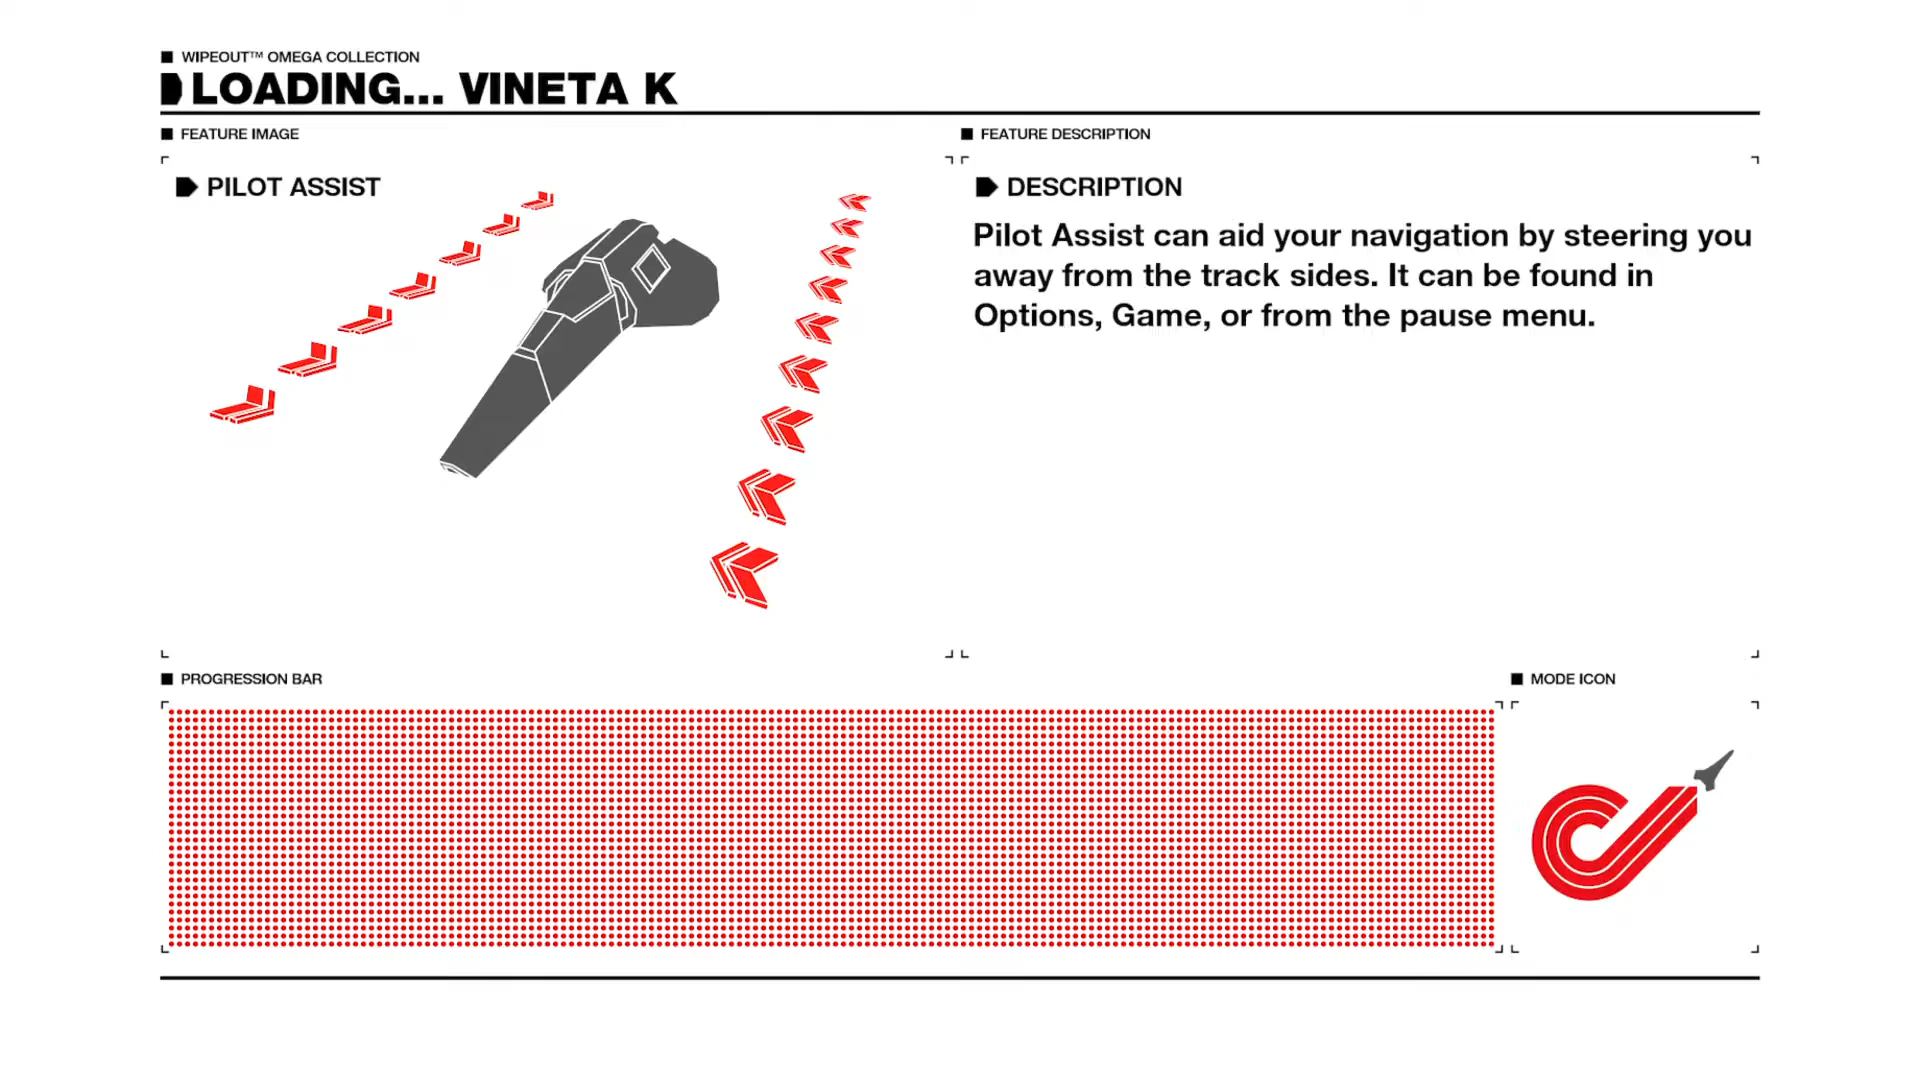 WIPEOUT™ OMEGA COLLECTION
LOADING... VINETA K
FEATURE IMAGE
PILOT ASSIST
FEATURE DESCRIPTION
DESCRIPTION
Pilot Assist can aid your navigation by steering you
away from the track sides. It can be found in
Options, Game, or from the pause menu.
PROGRESSION BAR
MODE ICON